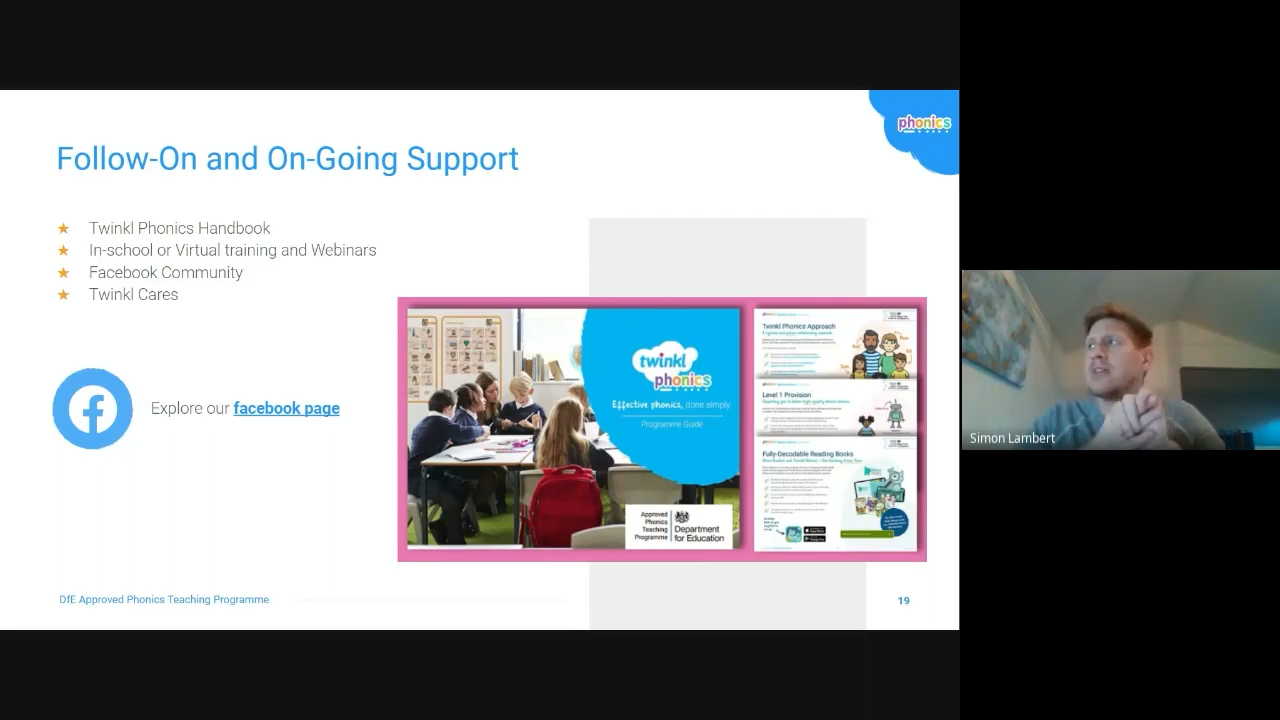 phonics
Follow-On and On-Going Support
Twinkl Phonics Handbook
In-school or Virtual training and Webinars
Facebook Community
Twinkl Cares
Explore our facebook page
twinkl
phonics
Effective phonics, done simply.
Programme Guide
Approved
Phonics
Teaching
Programme
Department
for Education
Twinkl Phonics Approach
Level 1 Provision
Fully-Decodable Reading Books
DfE Approved Phonics Teaching Programme
19
Simon Lambert